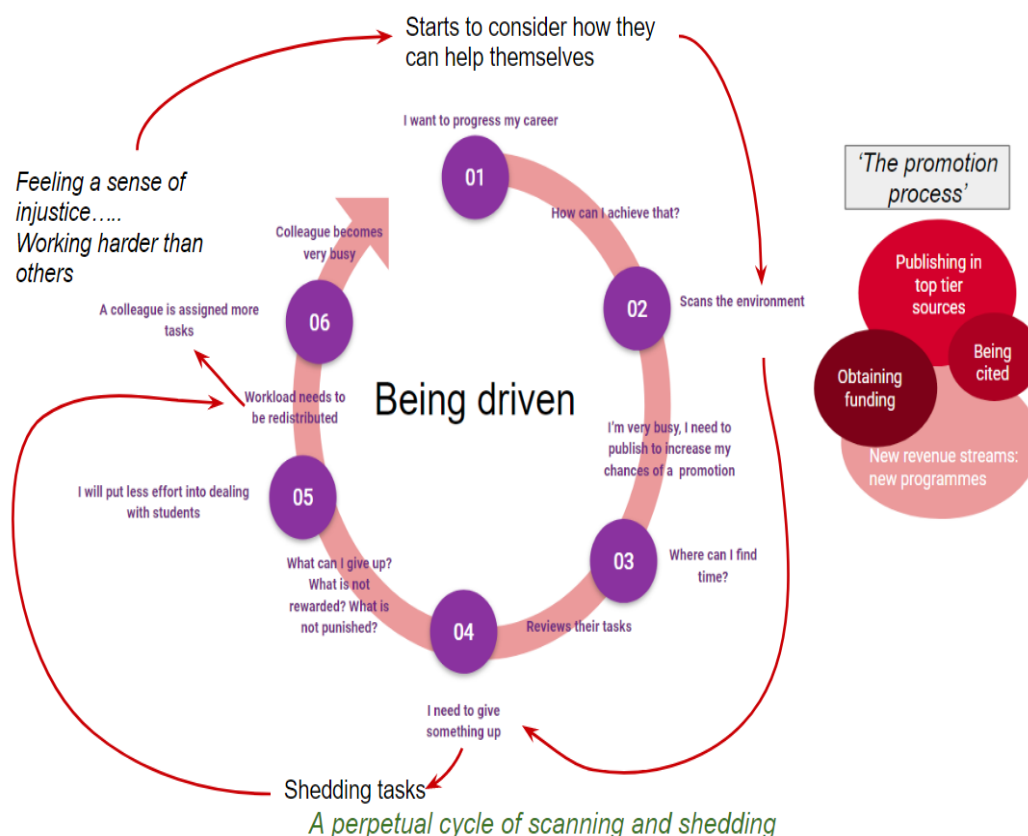 Starts to consider how they
can help themselves
I want to progress my career
01
How can I achieve that?
02
Scans the environment
I'm very busy, I need to
publish to increase my
chances of a promotion
03
Where can I find
time?
Reviews their tasks
04
I need to give
something up
What can I give up?
What is not
rewarded? What is
not punished?
05
I will put less effort into dealing
with students
Workload needs to
be redistributed
A colleague is assigned more
tasks
06
Colleague becomes
very busy
Feeling a sense of
injustice…..
Working harder than
others
Being driven
Shedding tasks
A perpetual cycle of scanning and shedding
'The promotion
process'
Publishing in
top tier
sources
Being
cited
Obtaining
funding
New revenue streams:
new programmes